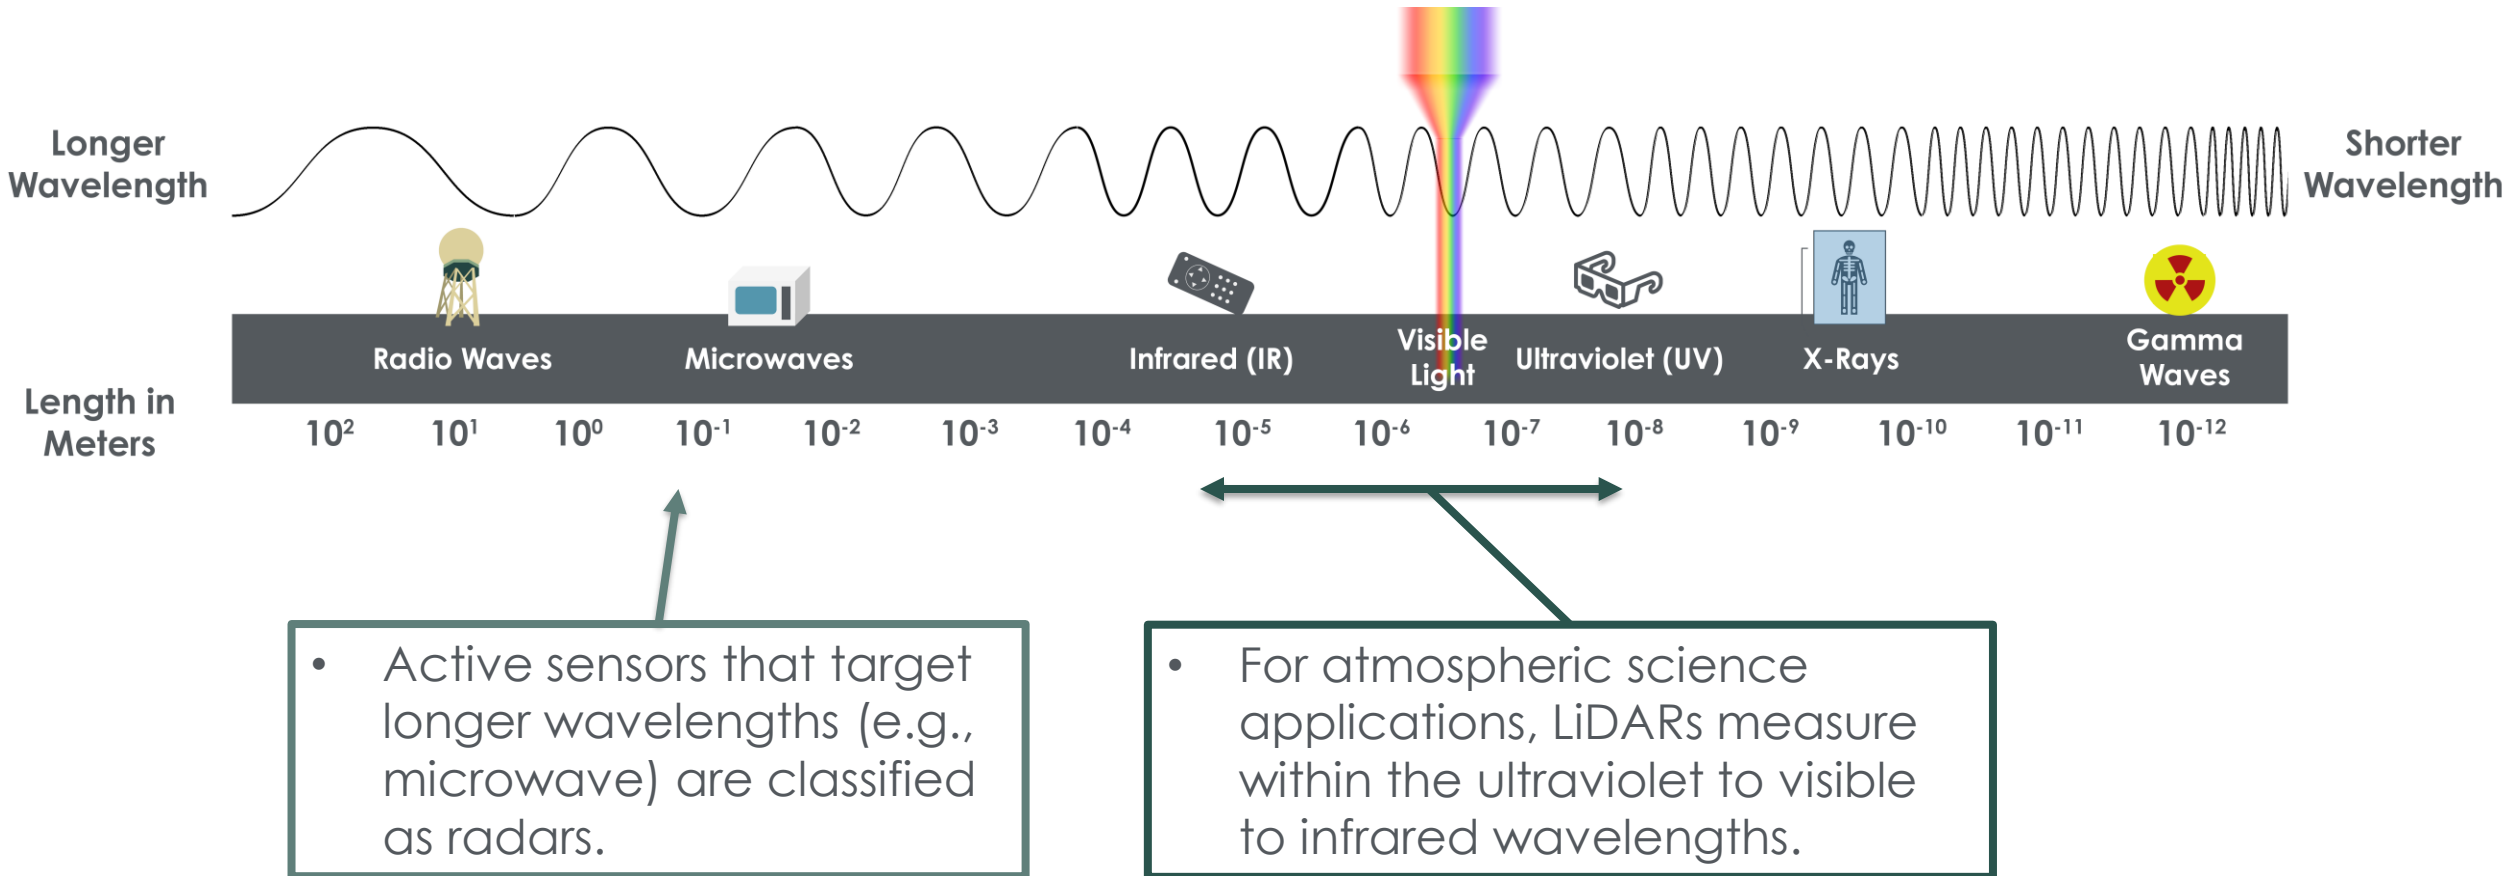 Longer
Wavelength
Shorter
Wavelength
Radio Waves
Microwaves
Infrared (IR)
Visible
Light
Ultraviolet (UV)
X-Rays
Gamma
Waves
Length in
Meters
10² 10¹ 10⁰ 10⁻¹ 10⁻² 10⁻³ 10⁻⁴ 10⁻⁵ 10⁻⁶ 10⁻⁷ 10⁻⁸ 10⁻⁹ 10⁻¹⁰ 10⁻¹¹ 10⁻¹²
• Active sensors that target
longer wavelengths (e.g.,
microwave) are classified
as radars.
• For atmospheric science
applications, LiDARs measure
within the ultraviolet to visible
to infrared wavelengths.